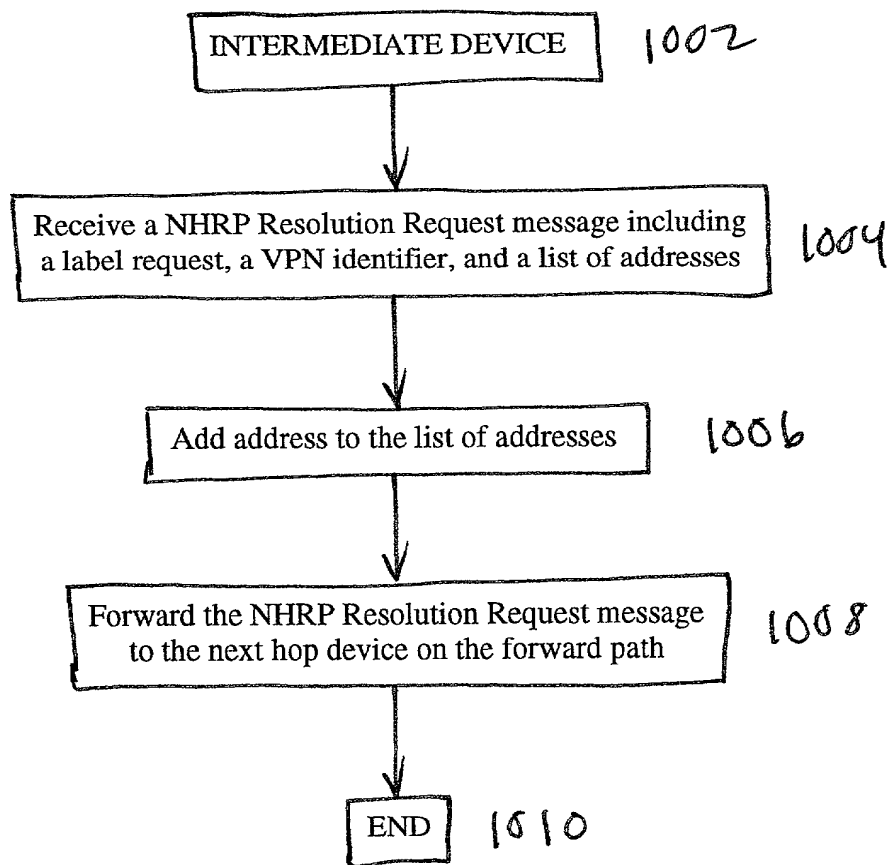 INTERMEDIATE DEVICE 1002
Receive a NHRP Resolution Request message including
a label request, a VPN identifier, and a list of addresses 1004
Add address to the list of addresses 1006
Forward the NHRP Resolution Request message
to the next hop device on the forward path 1008
END 1010